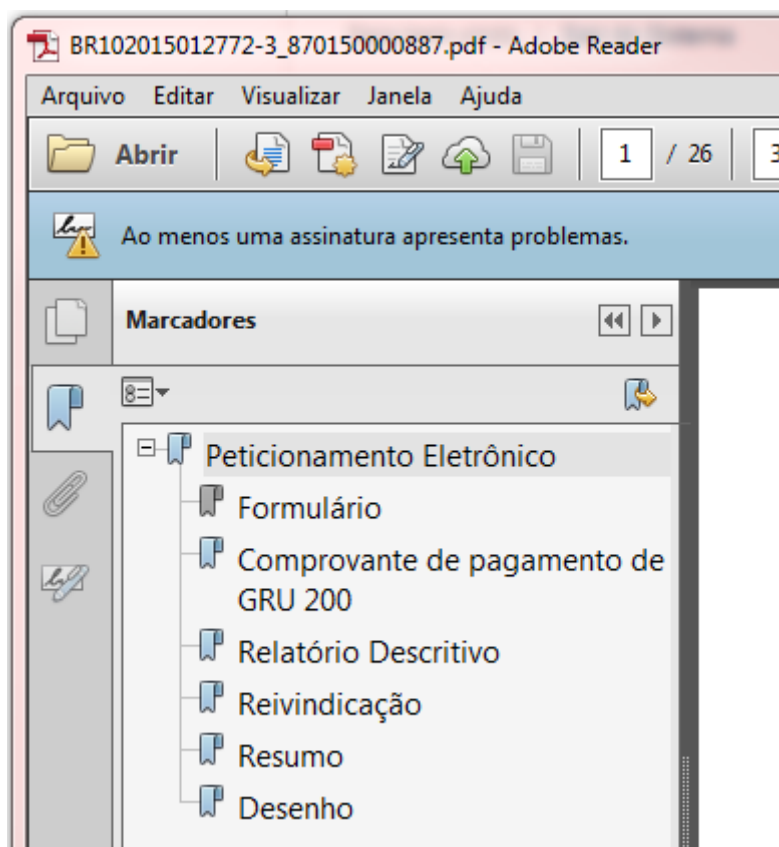 BR102015012772-3_870150000887.pdf - Adobe Reader
Arquivo Editar Visualizar Janela Ajuda
Abrir 1 / 26 3
Ao menos uma assinatura apresenta problemas.
Marcadores
Peticionamento Eletrônico
Formulário
Comprovante de pagamento de
GRU 200
Relatório Descritivo
Reivindicação
Resumo
Desenho